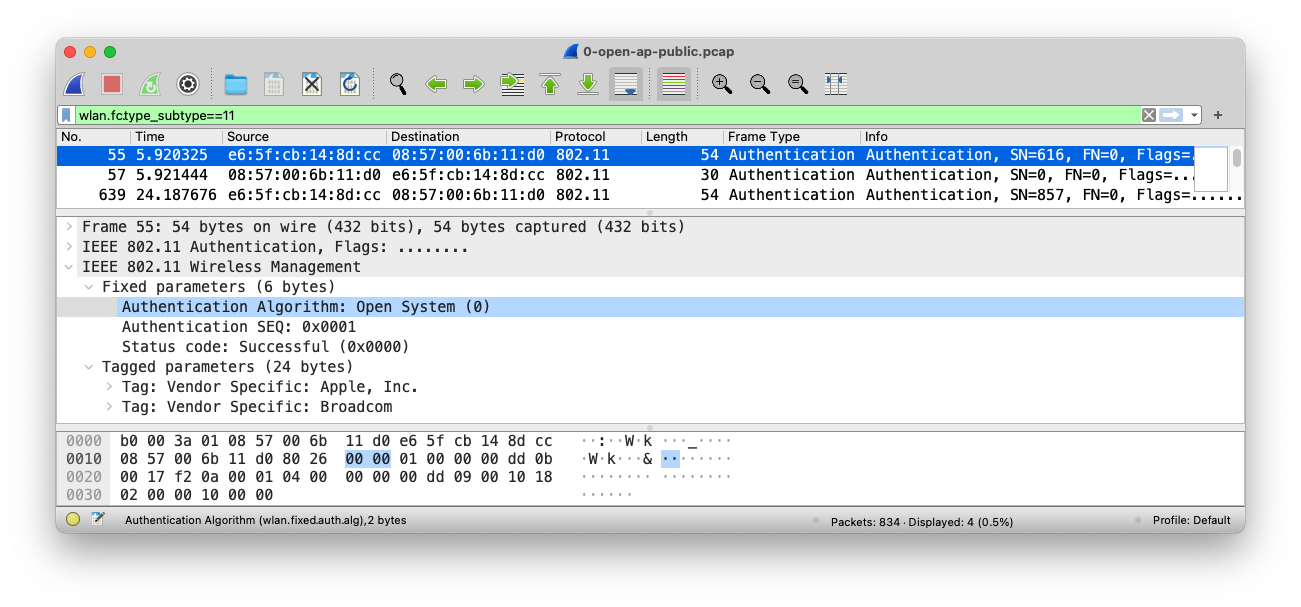 0-open-ap-public.pcap
wlan.fc.type_subtype==11
No. Time Source Destination Protocol Length Frame Type Info
55 5.920325 e6:5f:cb:14:8d:cc 08:57:00:6b:11:d0 802.11 54 Authentication Authentication, SN=616, FN=0, Flags=.
57 5.921444 08:57:00:6b:11:d0 e6:5f:cb:14:8d:cc 802.11 30 Authentication Authentication, SN=0, FN=0, Flags=...
639 24.187676 e6:5f:cb:14:8d:cc 08:57:00:6b:11:d0 802.11 54 Authentication Authentication, SN=857, FN=0, Flags=......
Frame 55: 54 bytes on wire (432 bits), 54 bytes captured (432 bits)
IEEE 802.11 Authentication, Flags: ........
IEEE 802.11 Wireless Management
Fixed parameters (6 bytes)
Authentication Algorithm: Open System (0)
Authentication SEQ: 0x0001
Status code: Successful (0x0000)
Tagged parameters (24 bytes)
Tag: Vendor Specific: Apple, Inc.
Tag: Vendor Specific: Broadcom
0000 b0 00 3a 01 08 57 00 6b 11 d0 e6 5f cb 14 8d cc ··:··W·k ···_····
0010 08 57 00 6b 11 d0 80 26 00 00 01 00 00 00 dd 0b ·W·k···& ········
0020 00 17 f2 0a 00 01 04 00 00 00 00 dd 09 00 10 18 ········ ········
0030 02 00 00 10 00 00 ······
Authentication Algorithm (wlan.fixed.auth.alg), 2 bytes Packets: 834 · Displayed: 4 (0.5%) Profile: Default